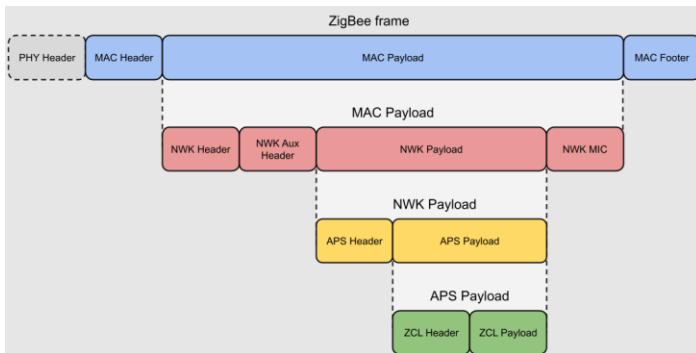 ZigBee frame
PHY Header
MAC Header
MAC Payload
MAC Footer
MAC Payload
NWK Header
NWK Aux
Header
NWK Payload
NWK MIC
NWK Payload
APS Header
APS Payload
APS Payload
ZCL Header
ZCL Payload